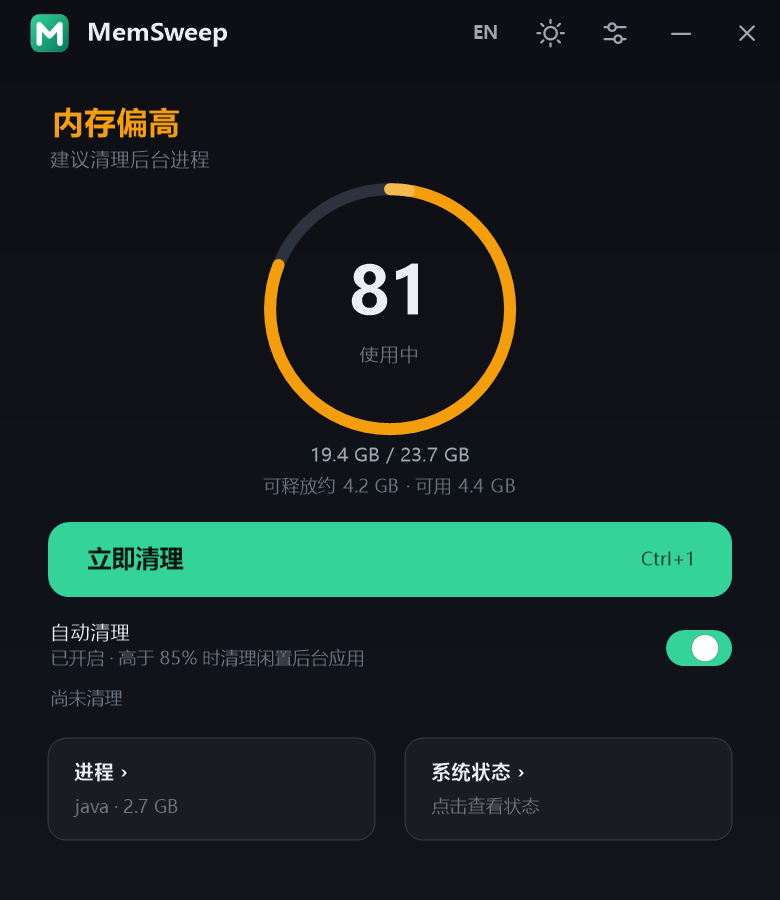 MemSweep EN
内存偏高
建议清理后台进程
81
使用中
19.4 GB / 23.7 GB
可释放约 4.2 GB · 可用 4.4 GB
立即清理 Ctrl+1
自动清理
已开启 · 高于 85% 时清理闲置后台应用
尚未清理
进程 ›
java · 2.7 GB
系统状态 ›
点击查看状态